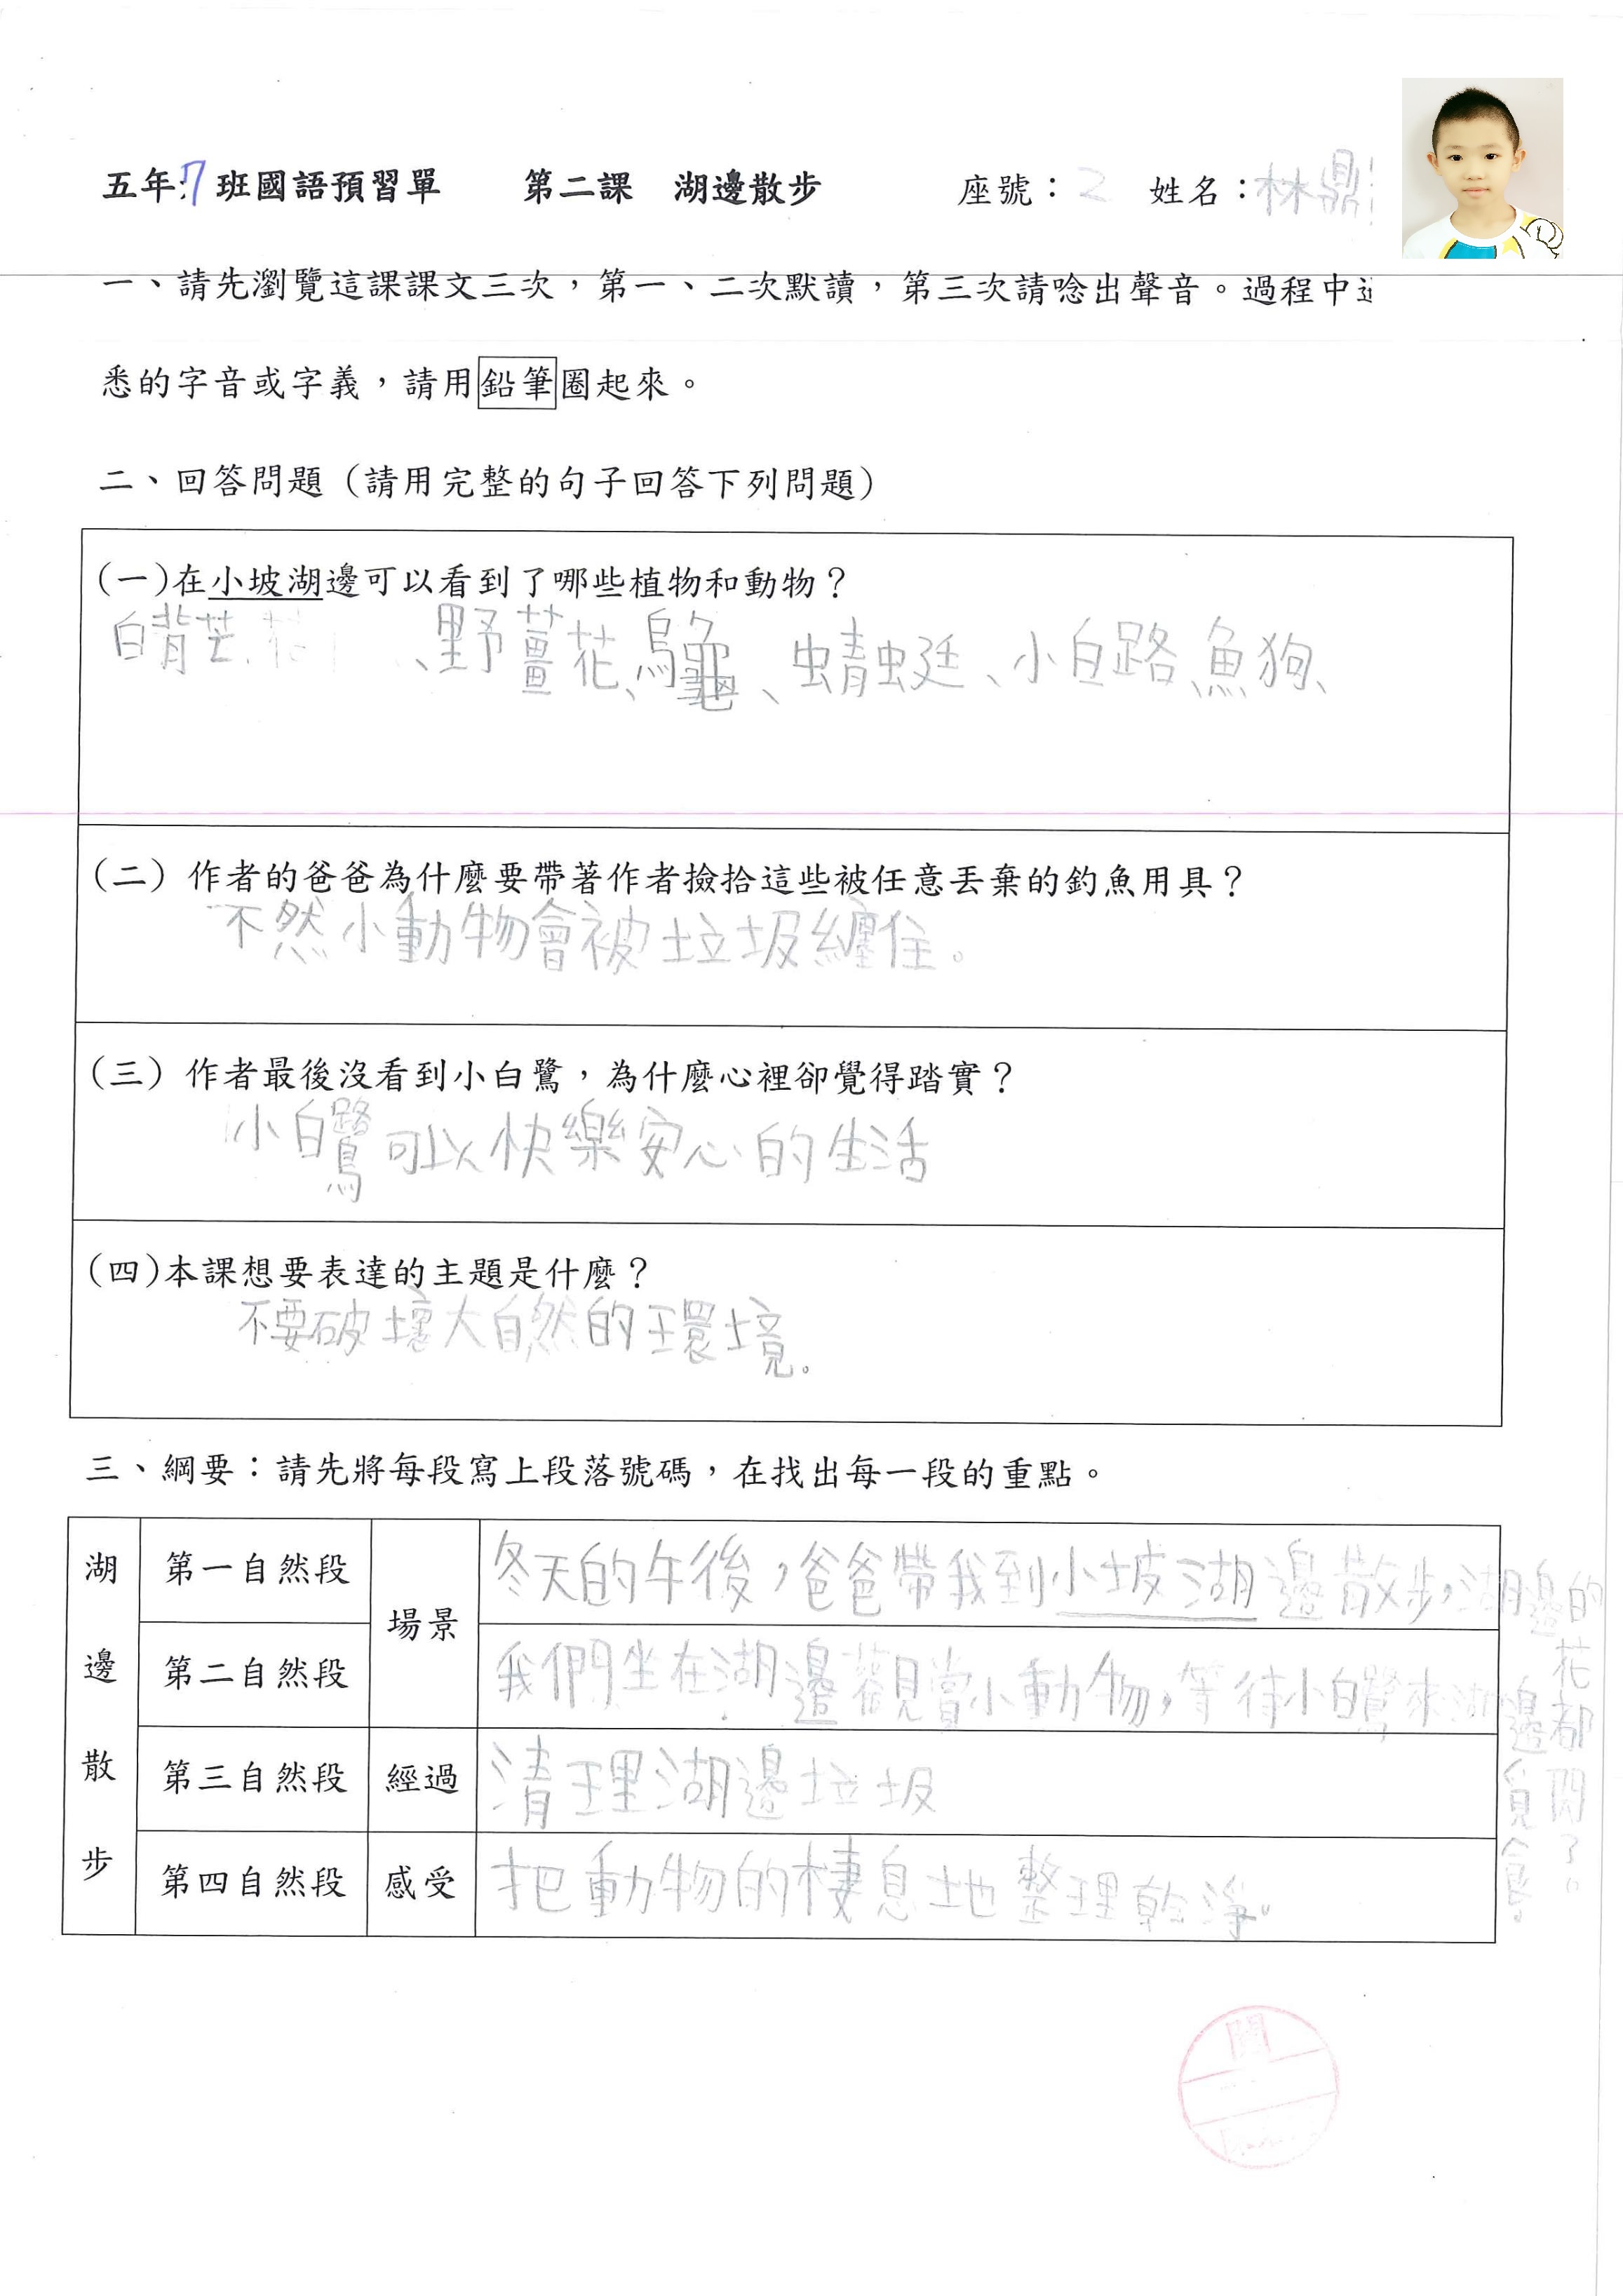 五年7班國語預習單 第二課 湖邊散步 座號：2 姓名：林鼎
一、請先瀏覽這課課文三次，第一、二次默讀，第三次請唸出聲音。過程中
悉的字音或字義，請用鉛筆圈起來。
二、回答問題（請用完整的句子回答下列問題）
(一)在小坡湖邊可以看到了哪些植物和動物？
白背芒、、野薑花、烏龜、蜻蜓、小白路、魚狗、
(二) 作者的爸爸為什麼要帶著作者撿拾這些被任意丟棄的釣魚用具？
不然小動物會被垃圾纏住。
(三) 作者最後沒看到小白鷺，為什麼心裡卻覺得踏實？
小白鷺可以快樂安心的生活
(四)本課想要表達的主題是什麼？
不要破壞大自然的環境。
三、綱要：請先將每段寫上段落號碼，在找出每一段的重點。
湖邊散步
第一自然段 場景 冬天的午後，爸爸帶我到小坡湖邊散步，湖邊的花都開了。
第二自然段 我們坐在湖邊觀賞小動物，等待小白鷺來湖邊覓食。
第三自然段 經過 清理湖邊垃圾
第四自然段 感受 把動物的棲息地整理乾淨。
閱